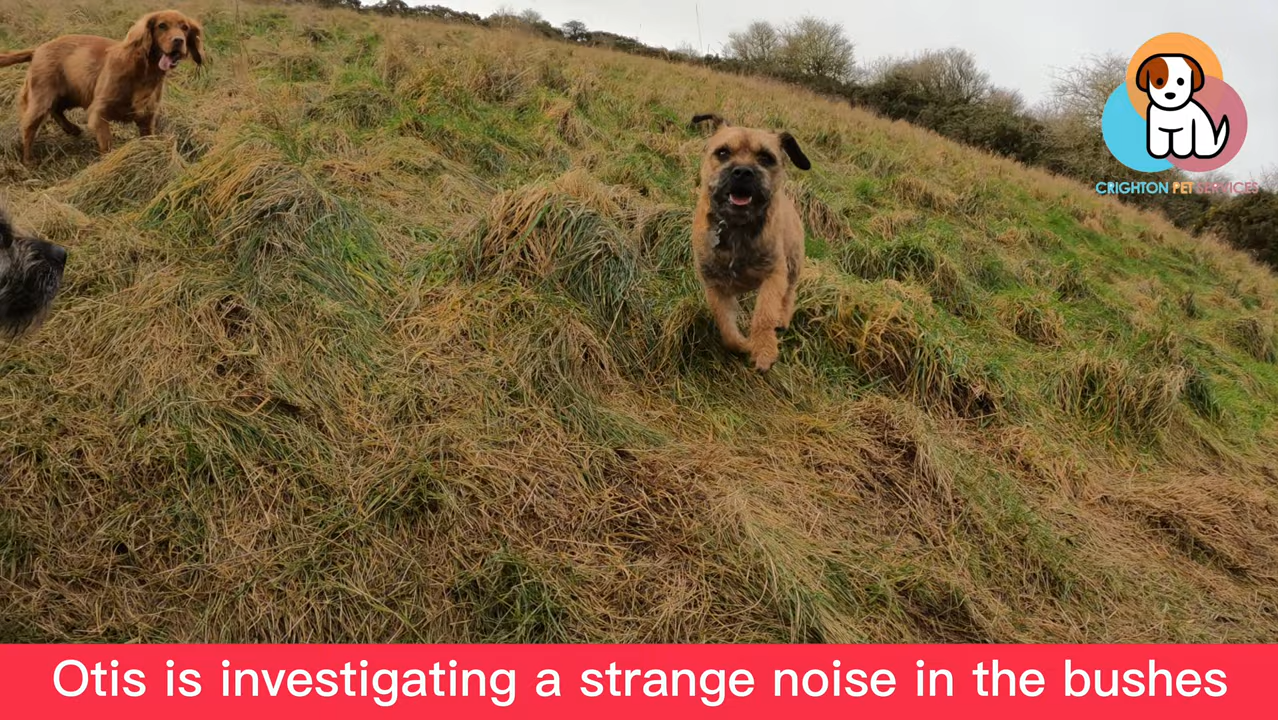 CRIGHTON PET SERVICES
Otis is investigating a strange noise in the bushes